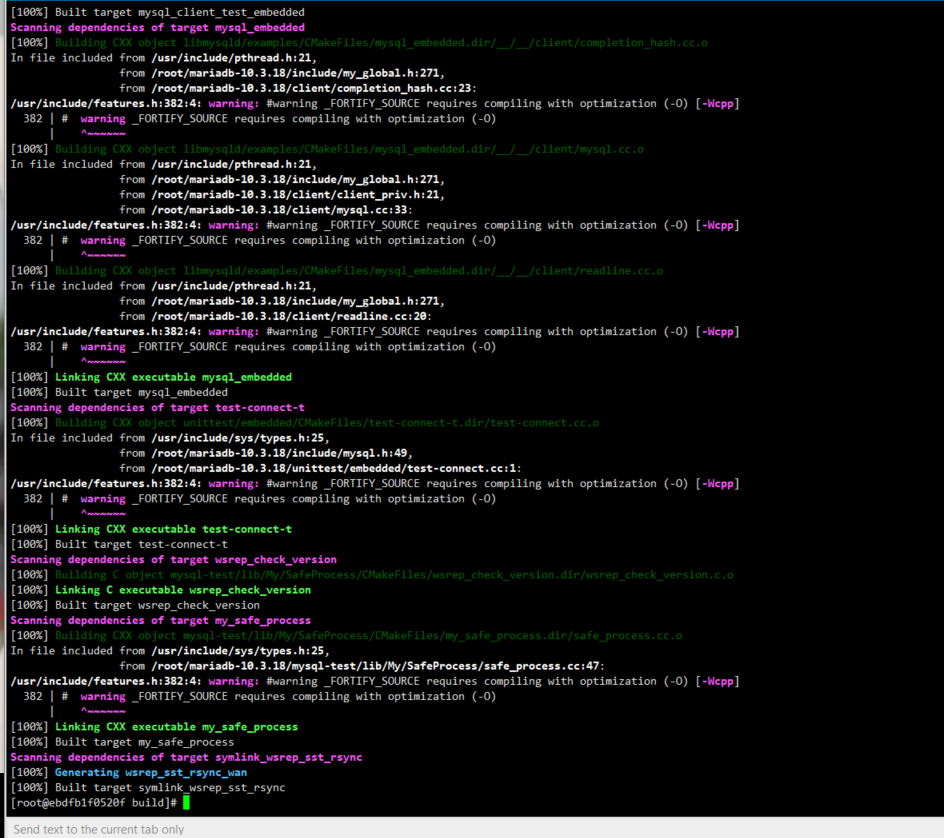 [100%] Built target mysql_client_test_embedded
Scanning dependencies of target mysql_embedded
[100%] Building CXX object libmysqld/examples/CMakeFiles/mysql_embedded.dir/__/__/client/completion_hash.cc.o
In file included from /usr/include/pthread.h:21,
                 from /root/mariadb-10.3.18/include/my_global.h:271,
                 from /root/mariadb-10.3.18/client/completion_hash.cc:23:
/usr/include/features.h:382:4: warning: #warning _FORTIFY_SOURCE requires compiling with optimization (-O) [-Wcpp]
  382 | #  warning _FORTIFY_SOURCE requires compiling with optimization (-O)
      |    ^~~~~~~
[100%] Building CXX object libmysqld/examples/CMakeFiles/mysql_embedded.dir/__/__/client/mysql.cc.o
In file included from /usr/include/pthread.h:21,
                 from /root/mariadb-10.3.18/include/my_global.h:271,
                 from /root/mariadb-10.3.18/client/client_priv.h:21,
                 from /root/mariadb-10.3.18/client/mysql.cc:33:
/usr/include/features.h:382:4: warning: #warning _FORTIFY_SOURCE requires compiling with optimization (-O) [-Wcpp]
  382 | #  warning _FORTIFY_SOURCE requires compiling with optimization (-O)
      |    ^~~~~~~
[100%] Building CXX object libmysqld/examples/CMakeFiles/mysql_embedded.dir/__/__/client/readline.cc.o
In file included from /usr/include/pthread.h:21,
                 from /root/mariadb-10.3.18/include/my_global.h:271,
                 from /root/mariadb-10.3.18/client/readline.cc:20:
/usr/include/features.h:382:4: warning: #warning _FORTIFY_SOURCE requires compiling with optimization (-O) [-Wcpp]
  382 | #  warning _FORTIFY_SOURCE requires compiling with optimization (-O)
      |    ^~~~~~~
[100%] Linking CXX executable mysql_embedded
[100%] Built target mysql_embedded
Scanning dependencies of target test-connect-t
[100%] Building CXX object unittest/embedded/CMakeFiles/test-connect-t.dir/test-connect.cc.o
In file included from /usr/include/sys/types.h:25,
                 from /root/mariadb-10.3.18/include/mysql.h:49,
                 from /root/mariadb-10.3.18/unittest/embedded/test-connect.cc:1:
/usr/include/features.h:382:4: warning: #warning _FORTIFY_SOURCE requires compiling with optimization (-O) [-Wcpp]
  382 | #  warning _FORTIFY_SOURCE requires compiling with optimization (-O)
      |    ^~~~~~~
[100%] Linking CXX executable test-connect-t
[100%] Built target test-connect-t
Scanning dependencies of target wsrep_check_version
[100%] Building C object mysql-test/lib/My/SafeProcess/CMakeFiles/wsrep_check_version.dir/wsrep_check_version.c.o
[100%] Linking C executable wsrep_check_version
[100%] Built target wsrep_check_version
Scanning dependencies of target my_safe_process
[100%] Building CXX object mysql-test/lib/My/SafeProcess/CMakeFiles/my_safe_process.dir/safe_process.cc.o
In file included from /usr/include/sys/types.h:25,
                 from /root/mariadb-10.3.18/mysql-test/lib/My/SafeProcess/safe_process.cc:47:
/usr/include/features.h:382:4: warning: #warning _FORTIFY_SOURCE requires compiling with optimization (-O) [-Wcpp]
  382 | #  warning _FORTIFY_SOURCE requires compiling with optimization (-O)
      |    ^~~~~~~
[100%] Linking CXX executable my_safe_process
[100%] Built target my_safe_process
Scanning dependencies of target symlink_wsrep_sst_rsync
[100%] Generating wsrep_sst_rsync_wan
[100%] Built target symlink_wsrep_sst_rsync
[root@ebdfb1f0520f build]#
Send text to the current tab only